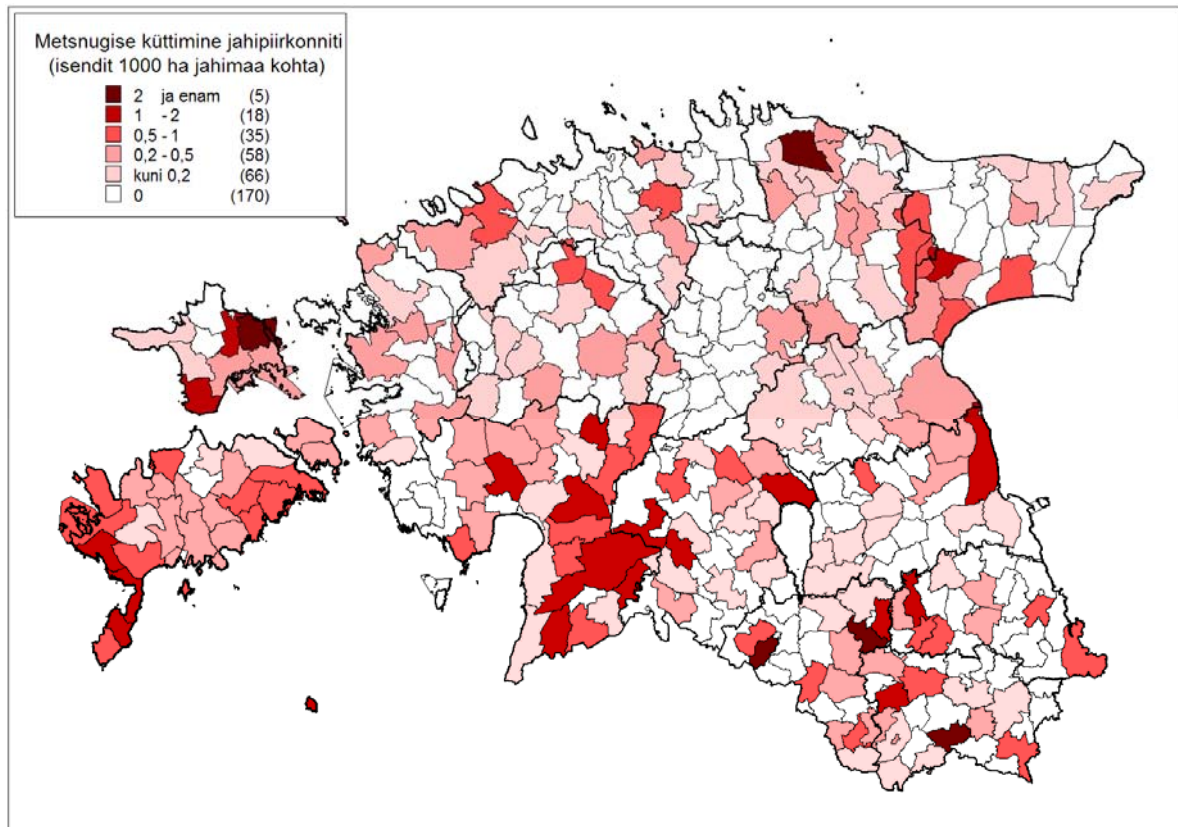 Metsnugise küttimine jahipiirkonniti
(isendit 1000 ha jahimaa kohta)
2 ja enam (5)
1 - 2 (18)
0,5 - 1 (35)
0,2 - 0,5 (58)
kuni 0,2 (66)
0 (170)